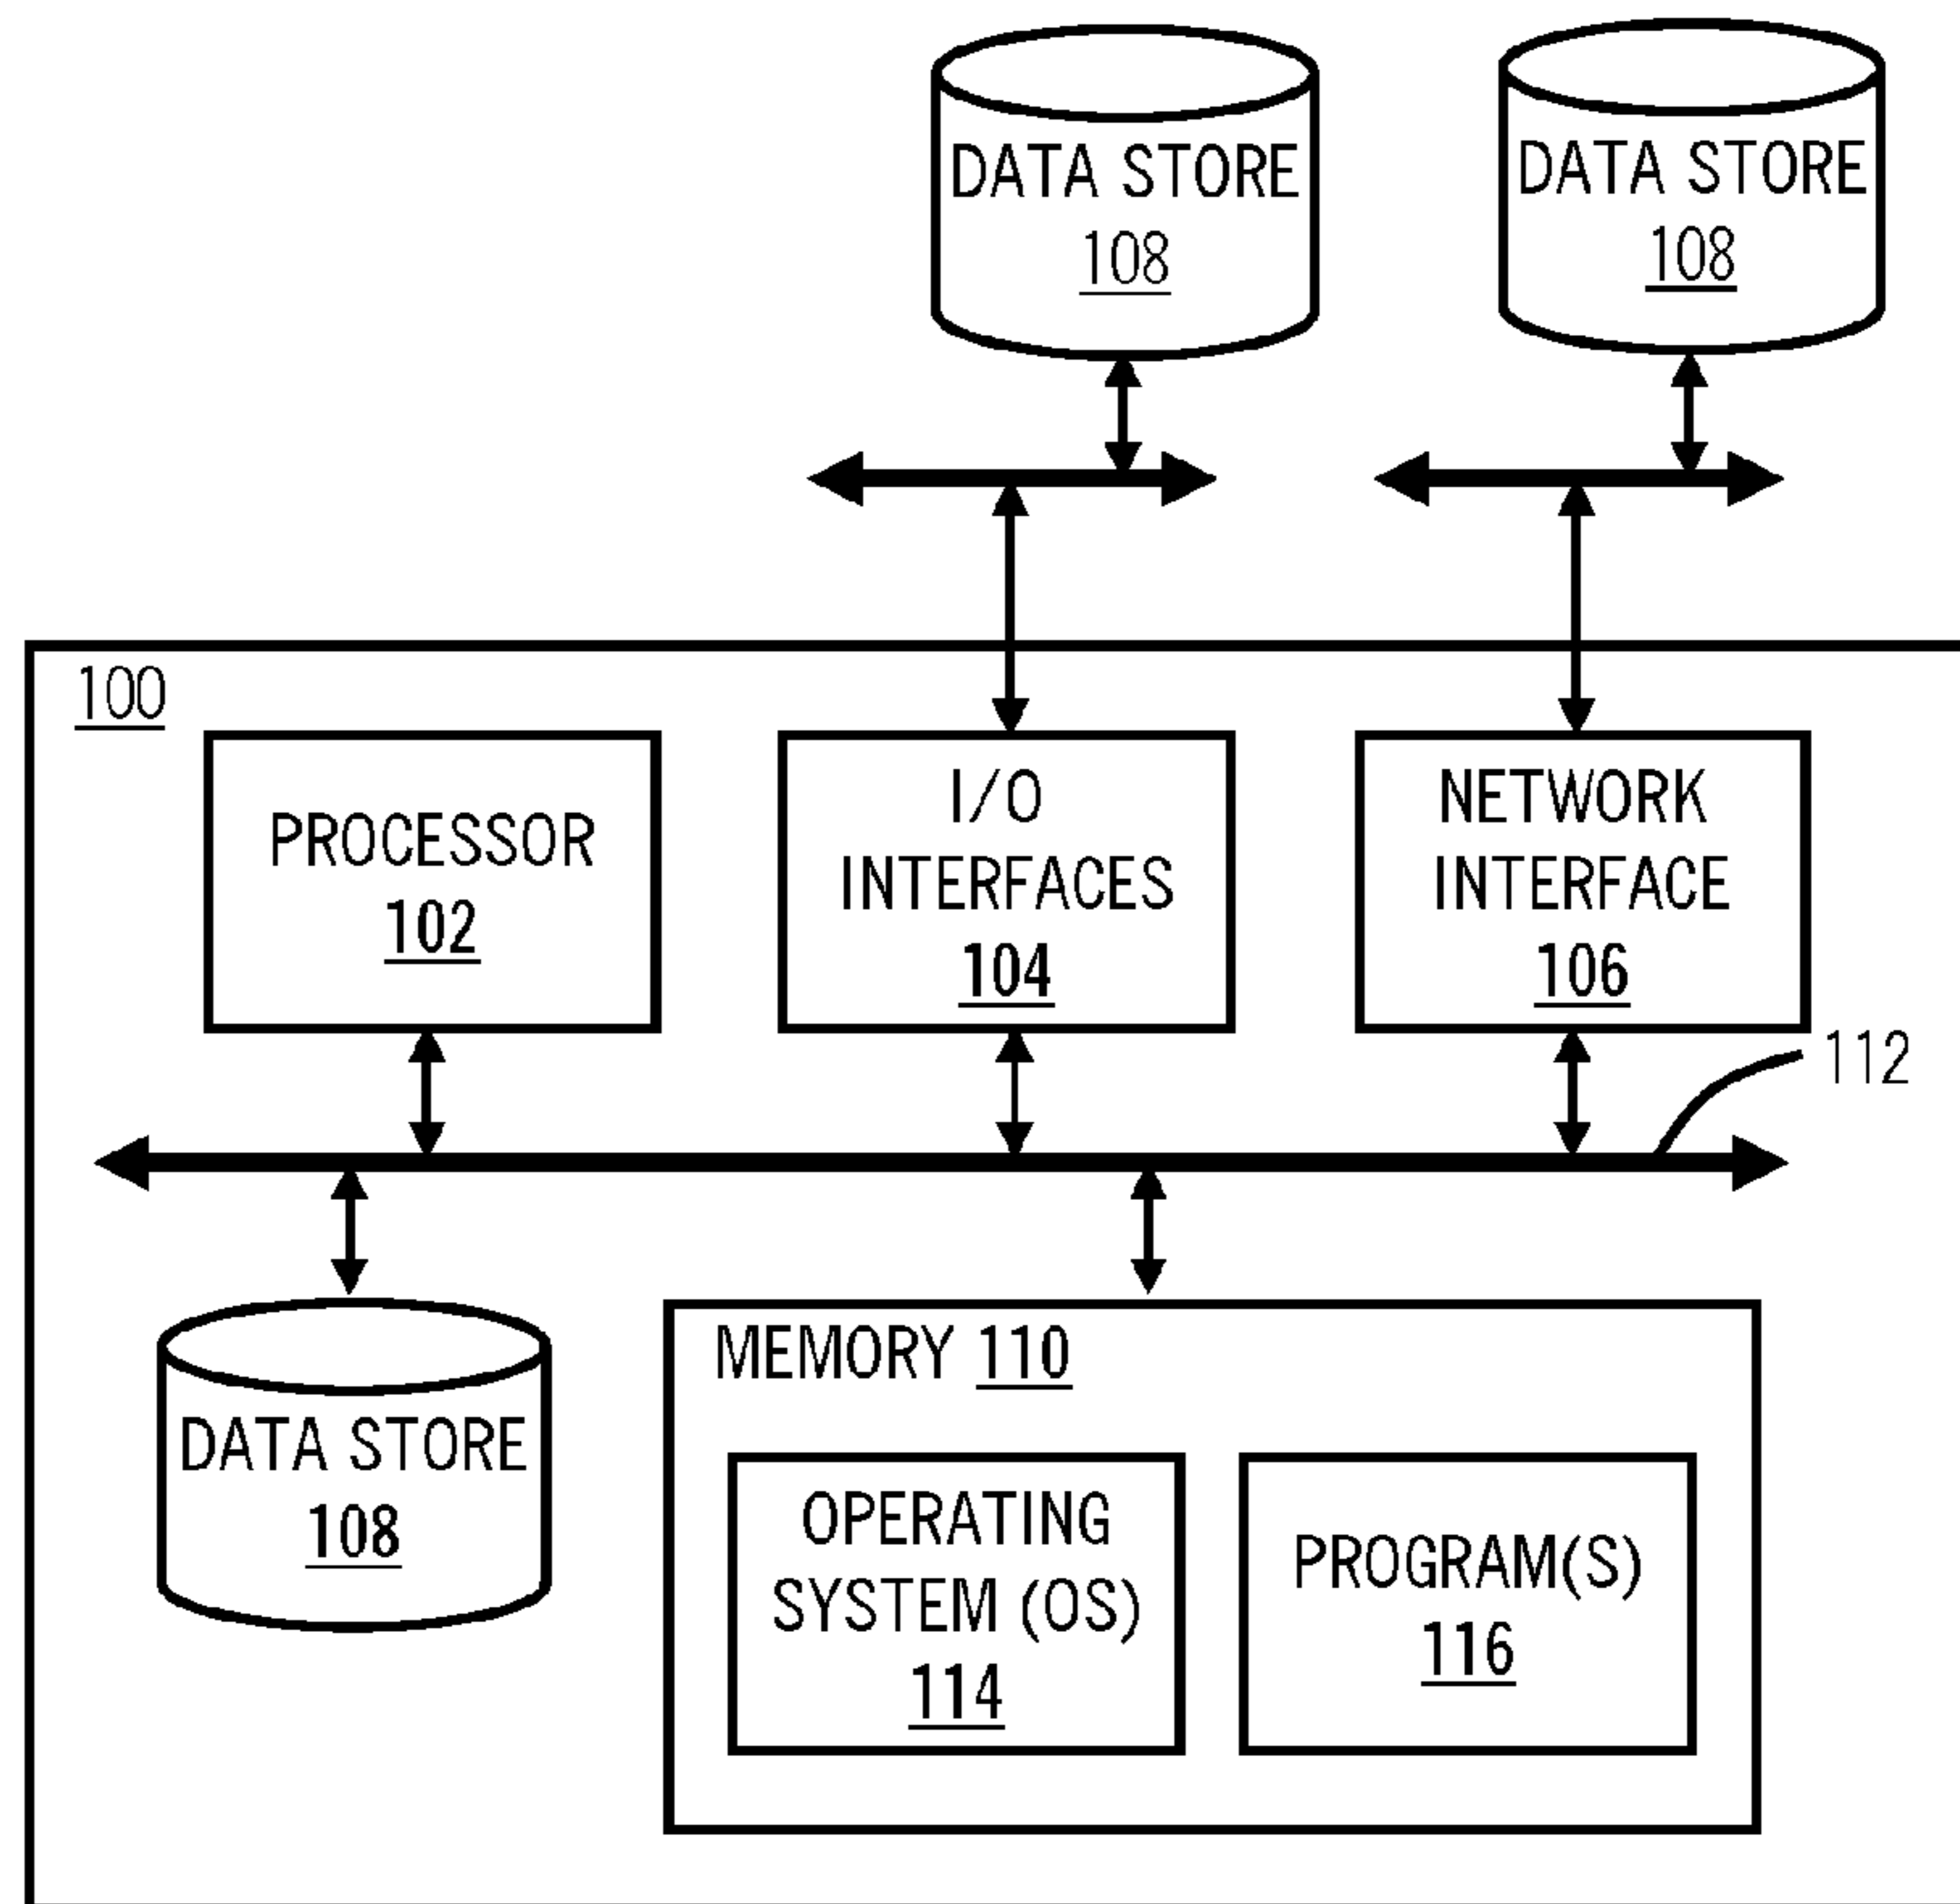 DATA STORE
108
DATA STORE
108
100
PROCESSOR
102
I/O
INTERFACES
104
NETWORK
INTERFACE
106
112
DATA STORE
108
MEMORY 110
OPERATING
SYSTEM (OS)
114
PROGRAM(S)
116